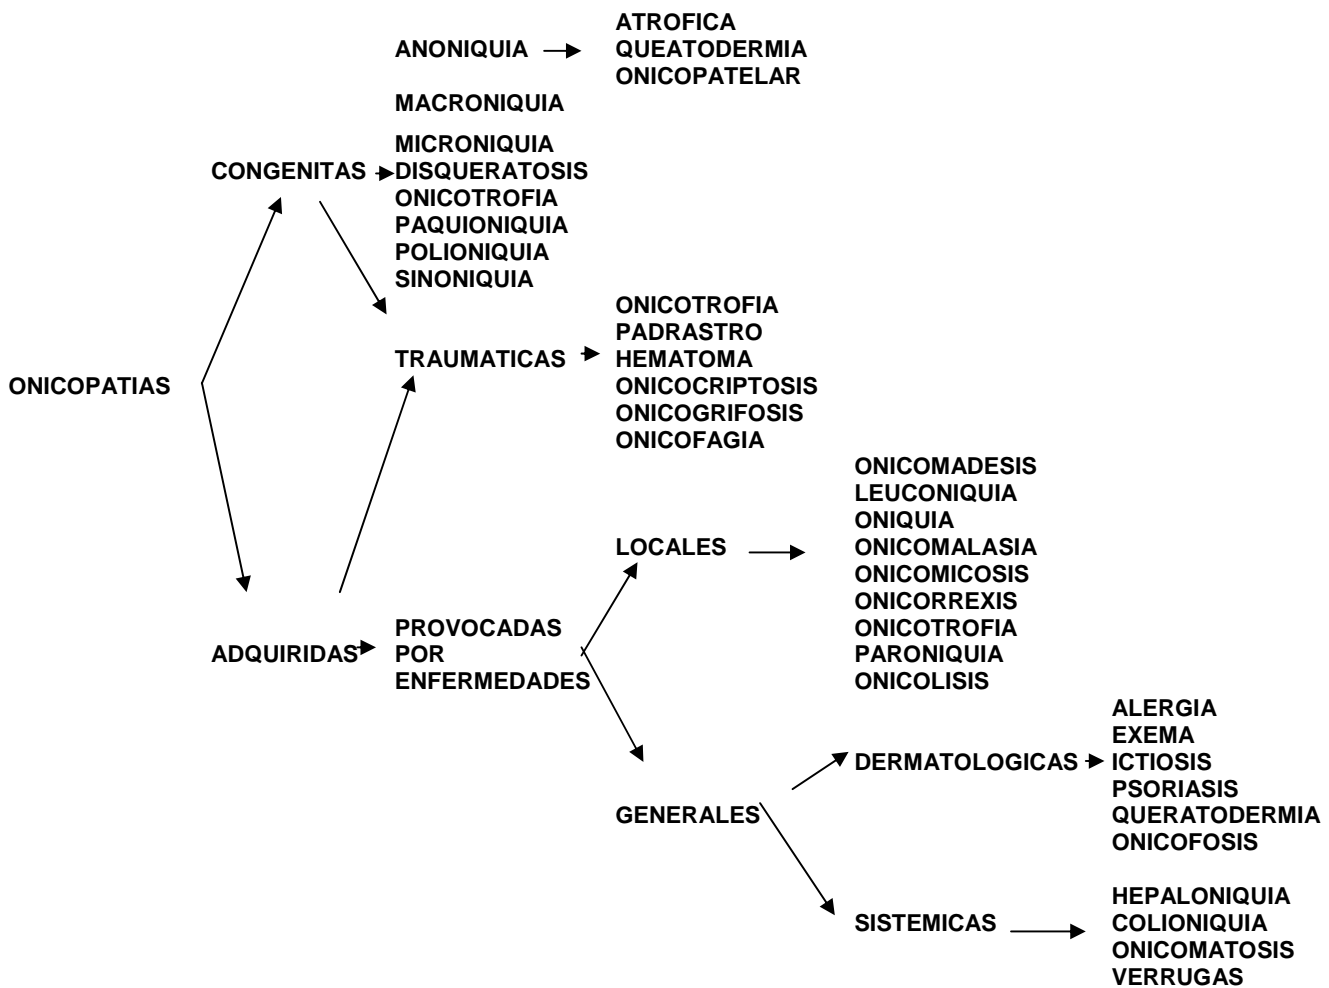 ATROFICA
ANONIQUIA QUEATODERMIA
ONICOPATELAR
MACRONIQUIA
MICRONIQUIA
CONGENITAS DISQUERATOSIS
ONICOTROFIA
PAQUIONIQUIA
POLIONIQUIA
SINONIQUIA
ONICOTROFIA
PADRASTRO
TRAUMATICAS HEMATOMA
ONICOPATIAS ONICOCRIPTOSIS
ONICOGRIFOSIS
ONICOFAGIA
ONICOMADESIS
LEUCONIQUIA
ONIQUIA
LOCALES ONICOMALASIA
ONICOMICOSIS
ONICORREXIS
PROVOCADAS ONICOTROFIA
ADQUIRIDAS POR PARONIQUIA
ENFERMEDADES ONICOLISIS
ALERGIA
EXEMA
DERMATOLOGICAS ICTIOSIS
PSORIASIS
GENERALES QUERATODERMIA
ONICOFOSIS
HEPALONIQUIA
SISTEMICAS COLIONIQUIA
ONICOMATOSIS
VERRUGAS